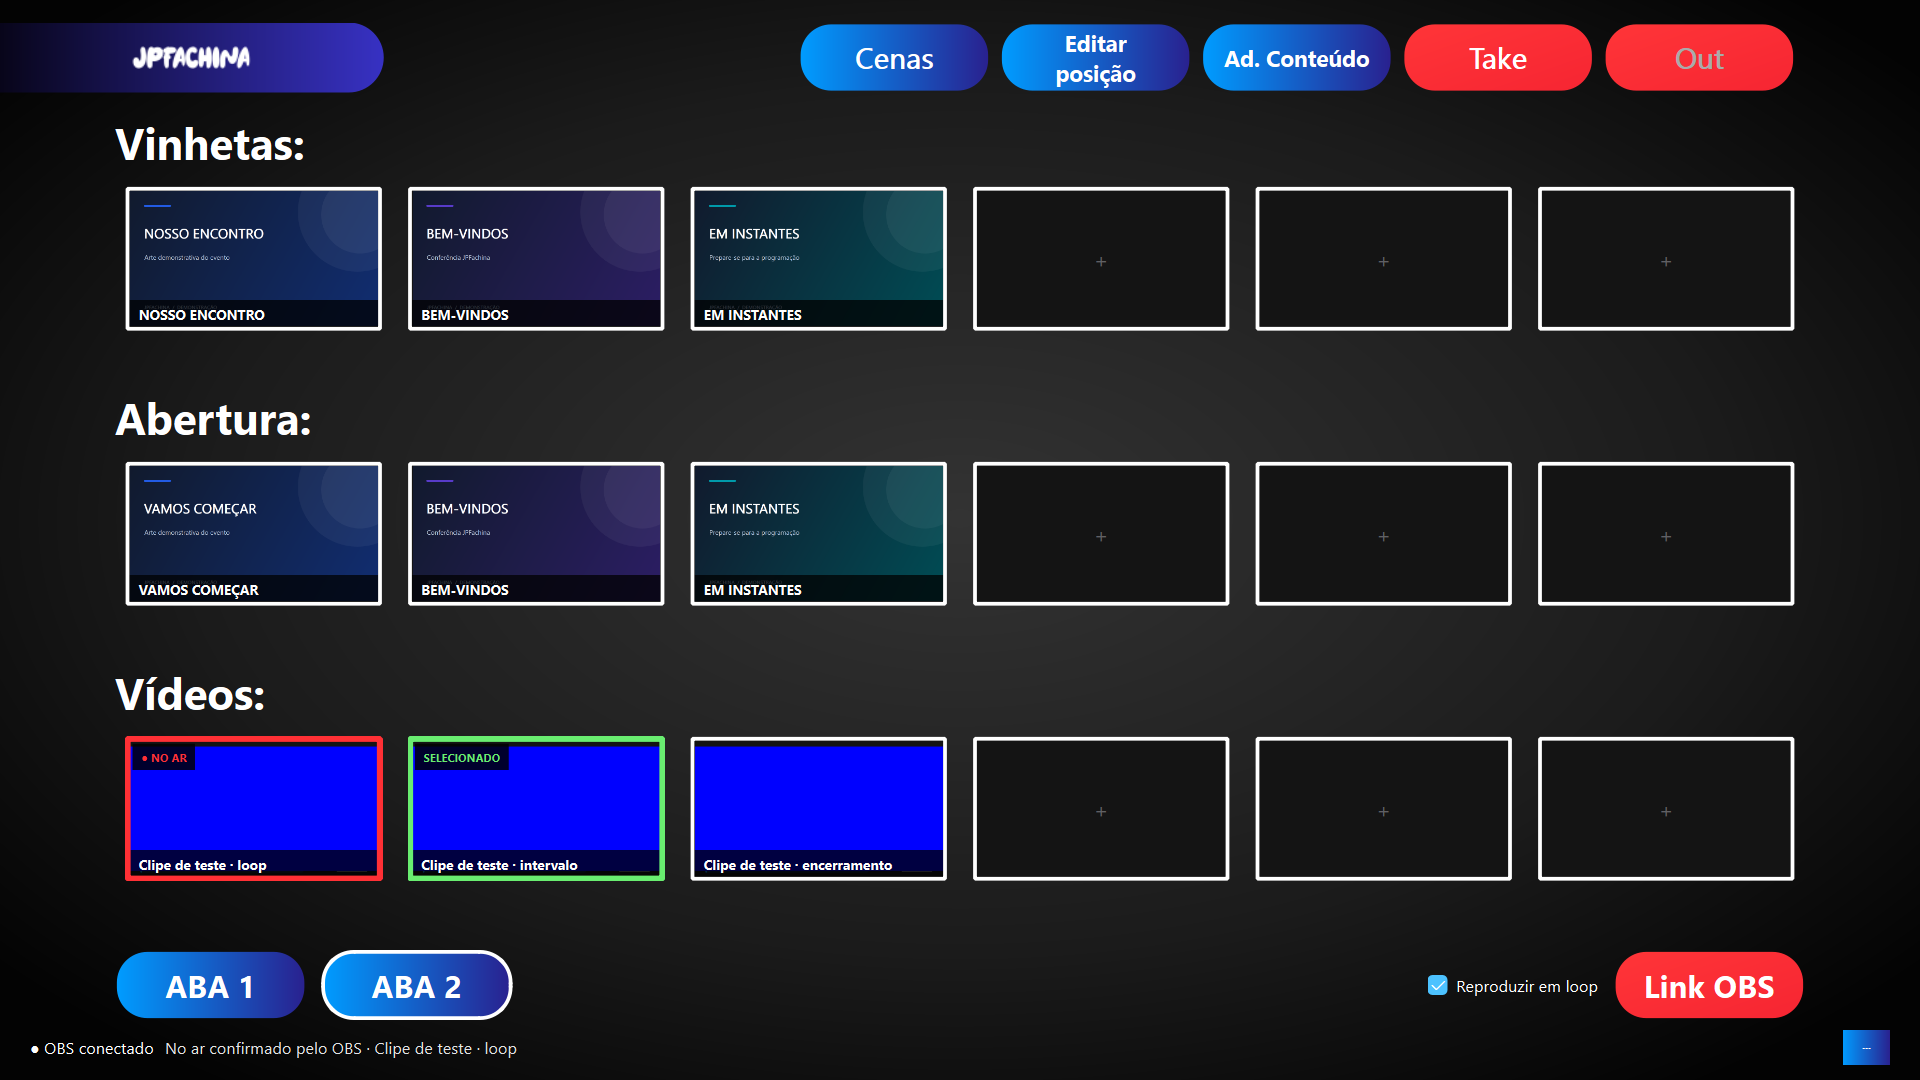 JPFACHINA
Cenas
Editar
posição
Ad. Conteúdo
Take
Out
Vinhetas:
NOSSO ENCONTRO
Arte demonstrativa do evento
NOSSO ENCONTRO
BEM-VINDOS
Conferência JPFachina
BEM-VINDOS
EM INSTANTES
Prepare-se para a programação
EM INSTANTES
+
+
+
Abertura:
VAMOS COMEÇAR
Arte demonstrativa do evento
VAMOS COMEÇAR
BEM-VINDOS
Conferência JPFachina
BEM-VINDOS
EM INSTANTES
Prepare-se para a programação
EM INSTANTES
+
+
+
Vídeos:
● NO AR
Clipe de teste · loop
SELECIONADO
Clipe de teste · intervalo
Clipe de teste · encerramento
+
+
+
ABA 1
ABA 2
Reproduzir em loop
Link OBS
● OBS conectado No ar confirmado pelo OBS · Clipe de teste · loop